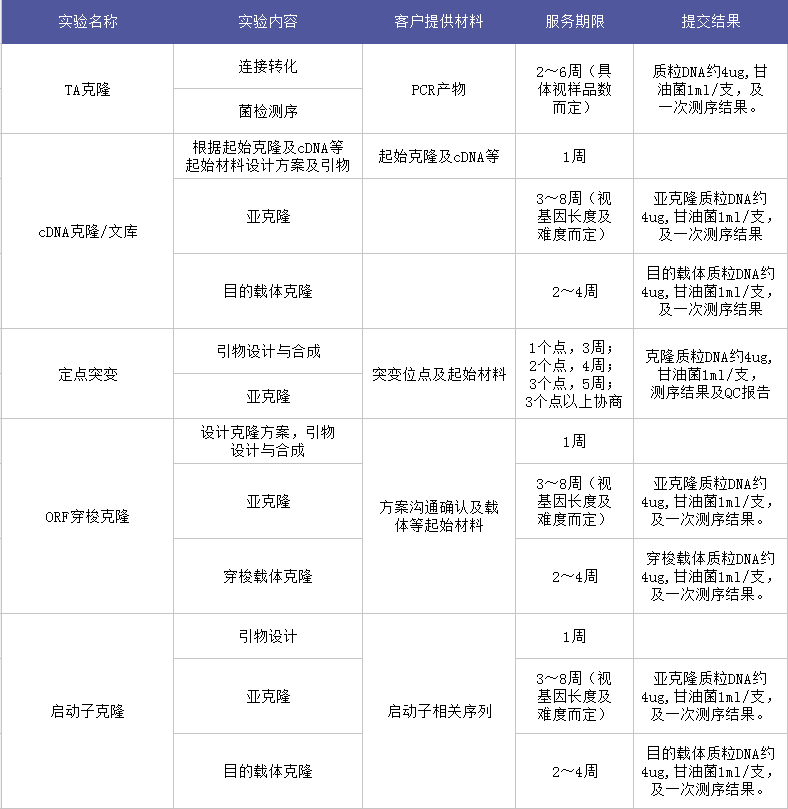 实验名称 实验内容 客户提供材料 服务期限 提交结果
TA克隆
连接转化
菌检测序
PCR产物
2～6周（具
体视样品数
而定）
质粒DNA约4ug,甘
油菌1ml/支，及
一次测序结果。
cDNA克隆/文库
根据起始克隆及cDNA等
起始材料设计方案及引物
起始克隆及cDNA等
1周
亚克隆
3～8周（视
基因长度及
难度而定）
亚克隆质粒DNA约
4ug,甘油菌1ml/支，
及一次测序结果
目的载体克隆
2～4周
目的载体质粒DNA约
4ug,甘油菌1ml/支，
及一次测序结果
定点突变
引物设计与合成
亚克隆
突变位点及起始材料
1个点，3周；
2个点，4周；
3个点，5周；
3个点以上协商
克隆质粒DNA约4ug,
甘油菌1ml/支，
测序结果及QC报告
ORF穿梭克隆
设计克隆方案，引物
设计与合成
方案沟通确认及载
体等起始材料
1周
亚克隆
3～8周（视
基因长度及
难度而定）
亚克隆质粒DNA约
4ug,甘油菌1ml/支，
及一次测序结果。
穿梭载体克隆
2～4周
穿梭载体质粒DNA约
4ug,甘油菌1ml/支，
及一次测序结果。
启动子克隆
引物设计
启动子相关序列
1周
亚克隆
3～8周（视
基因长度及
难度而定）
亚克隆质粒DNA约
4ug,甘油菌1ml/支，
及一次测序结果。
目的载体克隆
2～4周
目的载体质粒DNA约
4ug,甘油菌1ml/支，
及一次测序结果。